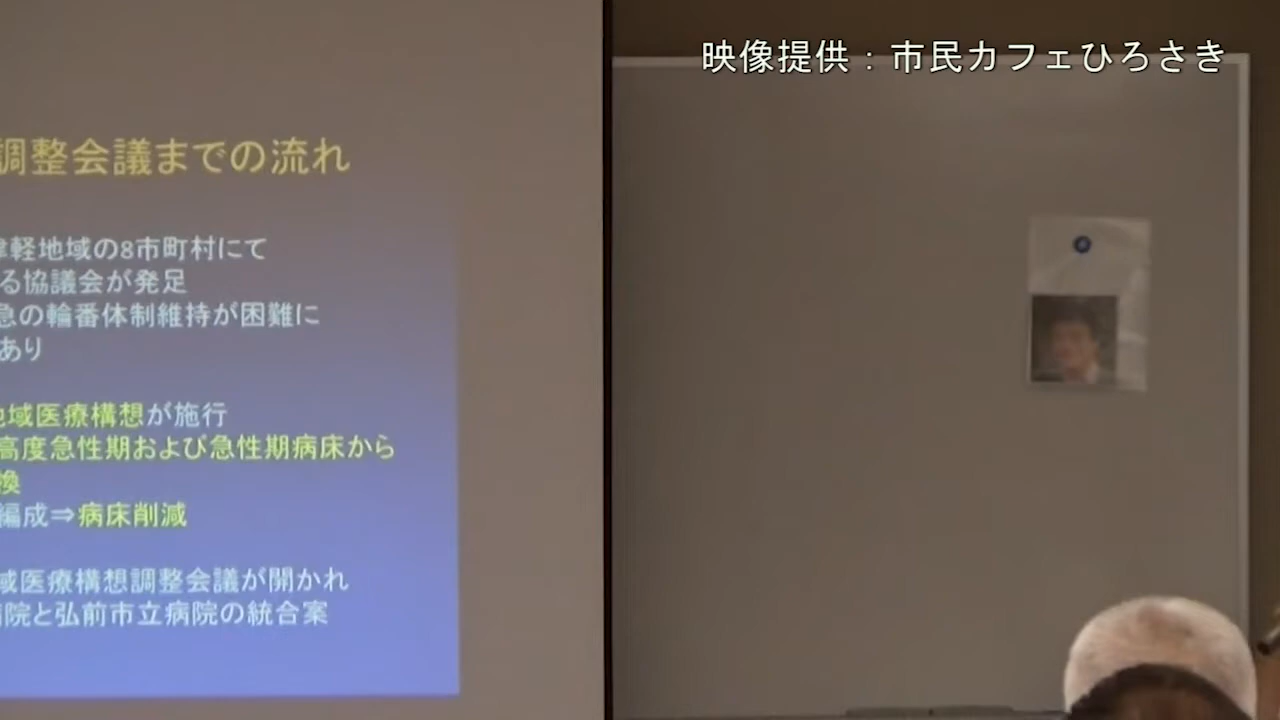 映像提供：市民カフェひろさき
調整会議までの流れ
津軽地域の8市町村にて
る協議会が発足
急の輪番体制維持が困難に
あり
地域医療構想が施行
高度急性期および急性期病床から
換
編成⇒病床削減
域医療構想調整会議が開かれ
病院と弘前市立病院の統合案